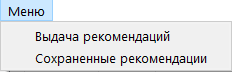 Меню
Выдача рекомендаций
Сохраненные рекомендации